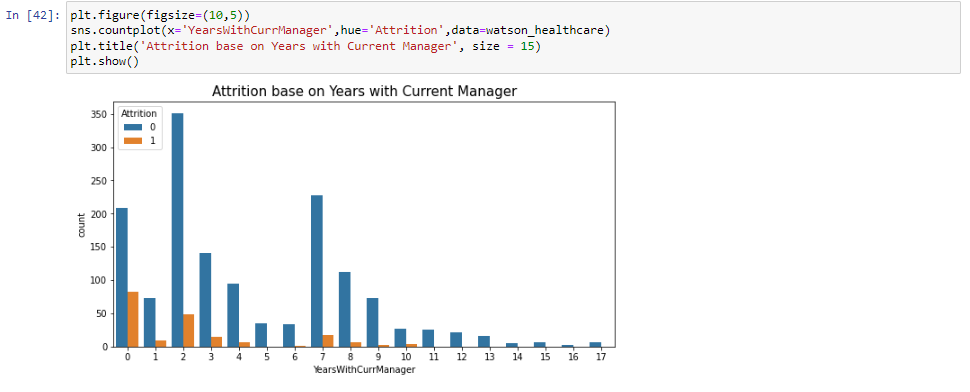 In [42]:
plt.figure(figsize=(10,5))
sns.countplot(x='YearsWithCurrManager',hue='Attrition',data=watson_healthcare)
plt.title('Attrition base on Years with Current Manager', size = 15)
plt.show()
Attrition base on Years with Current Manager
Attrition
0
1
350
300
250
200
150
100
50
0
count
0 1 2 3 4 5 6 7 8 9 10 11 12 13 14 15 16 17
YearsWithCurrManager